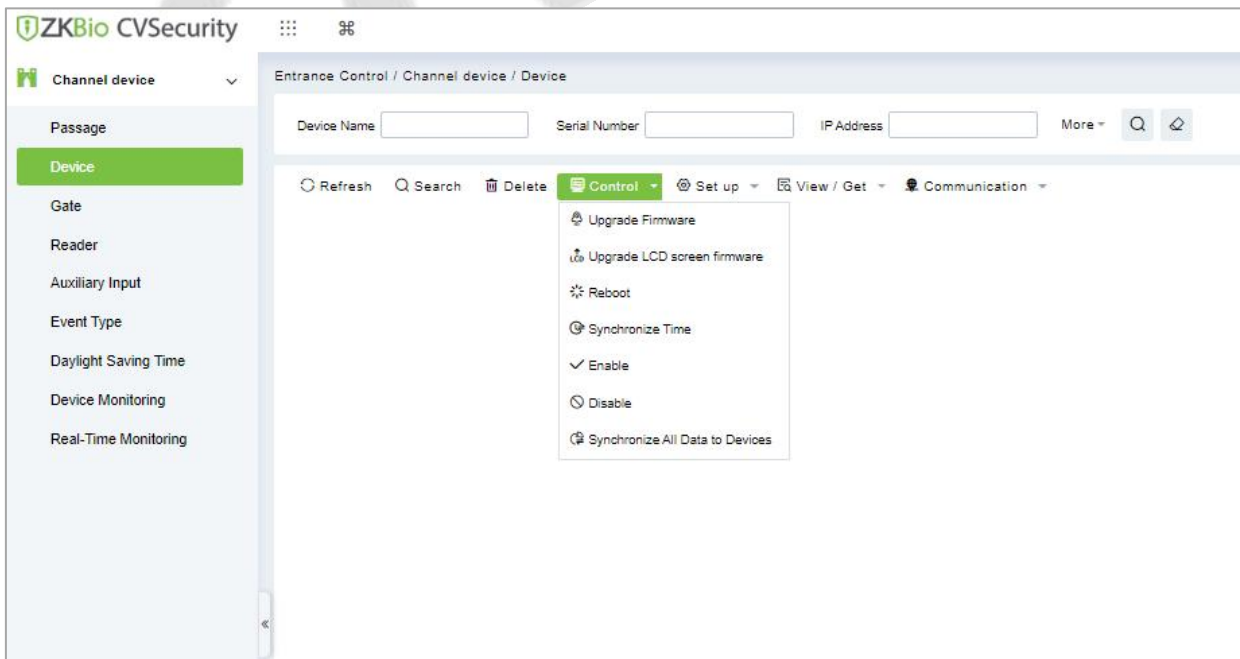 ZKBio CVSecurity
Channel device
Entrance Control / Channel device / Device
Passage
Device Name
Serial Number
IP Address
More
Device
Refresh
Search
Delete
Control
Set up
View / Get
Communication
Gate
Upgrade Firmware
Reader
Upgrade LCD screen firmware
Auxiliary Input
Reboot
Event Type
Synchronize Time
Daylight Saving Time
Enable
Device Monitoring
Disable
Real-Time Monitoring
Synchronize All Data to Devices